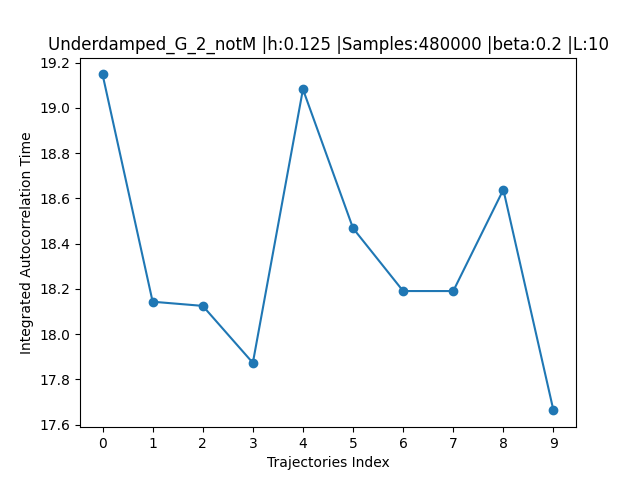 Underdamped_G_2_notM |h:0.125 |Samples:480000 |beta:0.2 |L:10
19.2
19.0
18.8
18.6
18.4
18.2
18.0
17.8
17.6
Integrated Autocorrelation Time
0 1 2 3 4 5 6 7 8 9
Trajectories Index